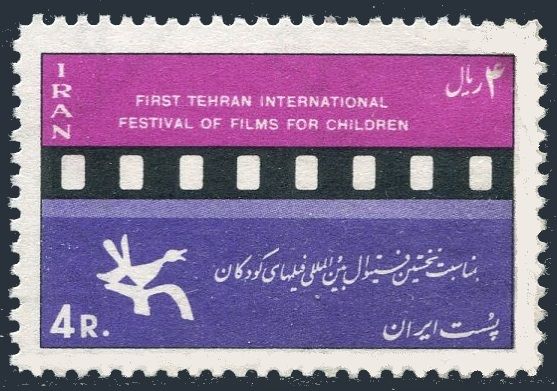 IRAN
۴ ریال
FIRST TEHRAN INTERNATIONAL
FESTIVAL OF FILMS FOR CHILDREN
بمناسبت نخستین فستیوال بین المللی فیلمهای کودکان
4 R.
پست ایران